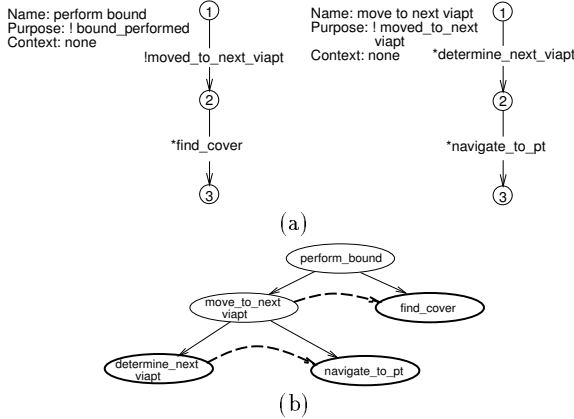 Name: perform bound
Purpose: ! bound_performed
Context: none
1
!moved_to_next_viapt
2
*find_cover
3
Name: move to next viapt
Purpose: ! moved_to_next
viapt
Context: none
1
*determine_next_viapt
2
*navigate_to_pt
3
(a)
perform_bound
move_to_next
viapt
find_cover
determine_next
viapt
navigate_to_pt
(b)